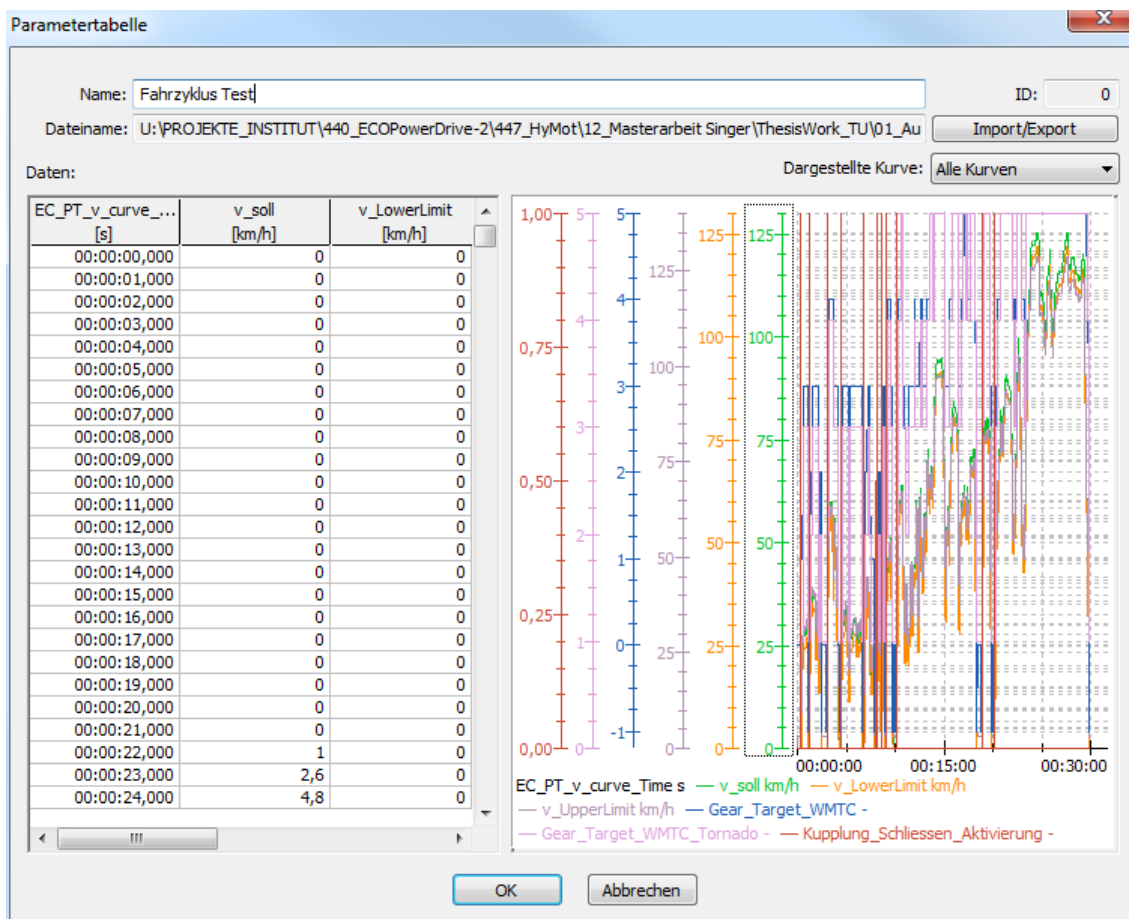 Parametertabelle
X
Name: Fahrzyklus Test
ID: 0
Dateiname: U:\PROJEKTE_INSTITUT\440_ECOPowerDrive-2\447_HyMot\12_Masterarbeit Singer\ThesisWork_TU\01_Au
Import/Export
Daten:
Dargestellte Kurve: Alle Kurven
EC_PT_v_curve_... v_soll v_LowerLimit
[s] [km/h] [km/h]
00:00:00,000 0 0
00:00:01,000 0 0
00:00:02,000 0 0
00:00:03,000 0 0
00:00:04,000 0 0
00:00:05,000 0 0
00:00:06,000 0 0
00:00:07,000 0 0
00:00:08,000 0 0
00:00:09,000 0 0
00:00:10,000 0 0
00:00:11,000 0 0
00:00:12,000 0 0
00:00:13,000 0 0
00:00:14,000 0 0
00:00:15,000 0 0
00:00:16,000 0 0
00:00:17,000 0 0
00:00:18,000 0 0
00:00:19,000 0 0
00:00:20,000 0 0
00:00:21,000 0 0
00:00:22,000 1 0
00:00:23,000 2,6 0
00:00:24,000 4,8 0
1,00
0,75
0,50
0,25
0,00
5
4
3
2
1
0
5
4
3
2
1
0
-1
125
100
75
50
25
0
125
100
75
50
25
0
125
100
75
50
25
0
00:00:00 00:15:00 00:30:00
EC_PT_v_curve_Time s — v_soll km/h — v_LowerLimit km/h
— v_UpperLimit km/h — Gear_Target_WMTC -
— Gear_Target_WMTC_Tornado - — Kupplung_Schliessen_Aktivierung -
OK
Abbrechen